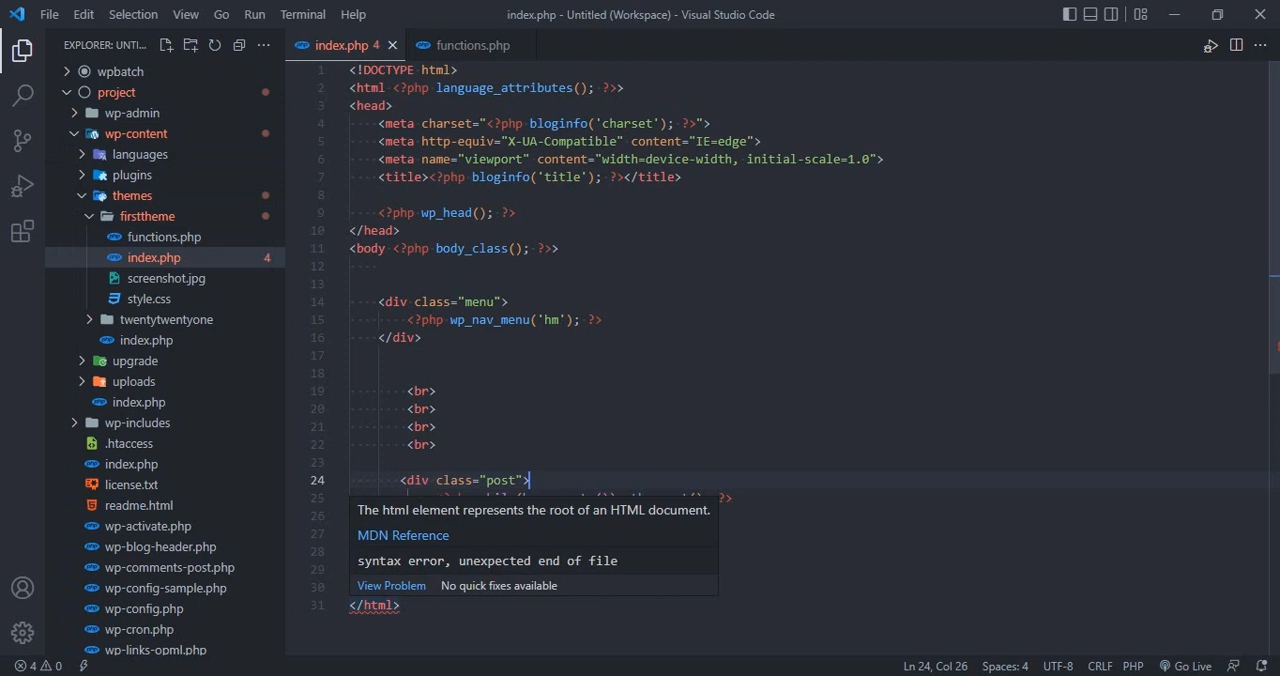 File Edit Selection View Go Run Terminal Help
index.php - Untitled (Workspace) - Visual Studio Code
EXPLORER: UNTI...
wpbatch
project
wp-admin
wp-content
languages
plugins
themes
firsttheme
functions.php
index.php 4
screenshot.jpg
style.css
twentytwentyone
index.php
upgrade
uploads
index.php
wp-includes
.htaccess
index.php
license.txt
readme.html
wp-activate.php
wp-blog-header.php
wp-comments-post.php
wp-config-sample.php
wp-config.php
wp-cron.php
wp-links-opml.php
index.php 4 functions.php
1 <!DOCTYPE html>
2 <html <?php language_attributes(); ?>>
3 <head>
4 <meta charset="<?php bloginfo('charset'); ?>">
5 <meta http-equiv="X-UA-Compatible" content="IE=edge">
6 <meta name="viewport" content="width=device-width, initial-scale=1.0">
7 <title><?php bloginfo('title'); ?></title>
8
9 <?php wp_head(); ?>
10 </head>
11 <body <?php body_class(); ?>>
12
13
14 <div class="menu">
15 <?php wp_nav_menu('hm'); ?>
16 </div>
17
18
19 <br>
20 <br>
21 <br>
22 <br>
23
24 <div class="post">
25 ?>
26
27
28
29
30
31 </html>
The html element represents the root of an HTML document.
MDN Reference
syntax error, unexpected end of file
View Problem No quick fixes available
4 0
Ln 24, Col 26 Spaces: 4 UTF-8 CRLF PHP Go Live